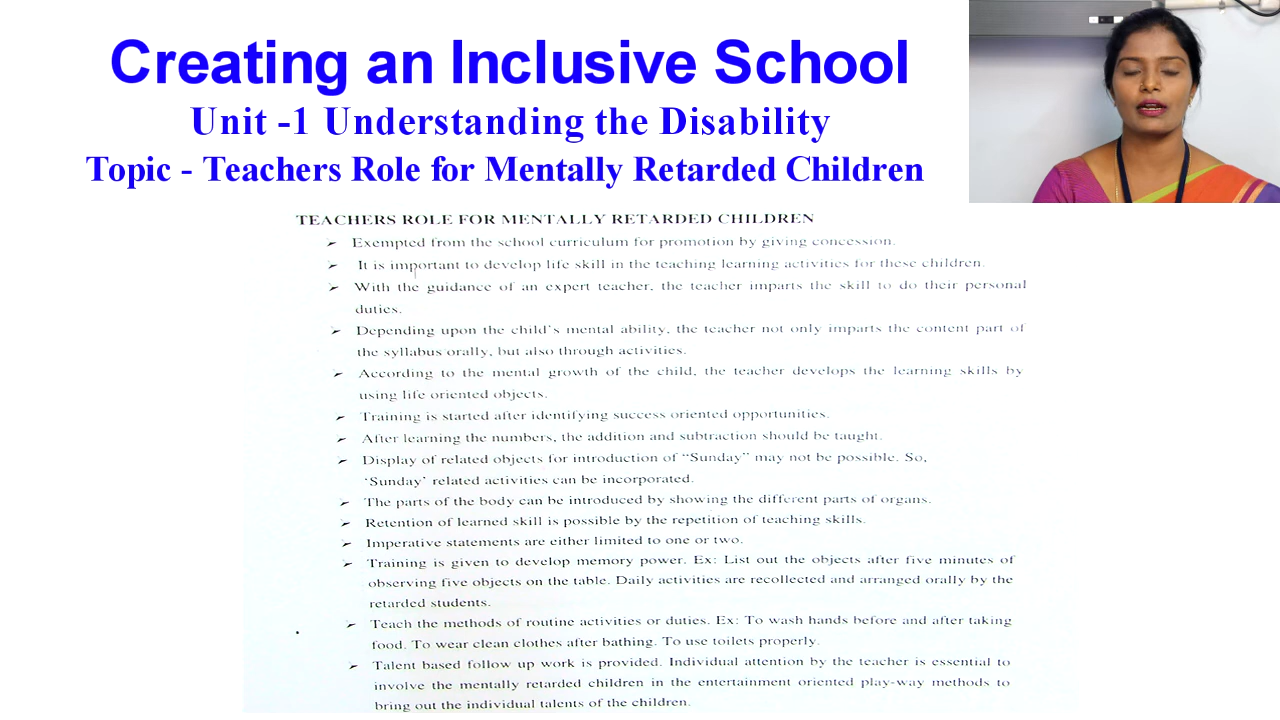 Creating an Inclusive School
Unit -1 Understanding the Disability
Topic - Teachers Role for Mentally Retarded Children
TEACHERS ROLE FOR MENTALLY RETARDED CHILDREN
➤ Exempted from the school curriculum for promotion by giving concession.
➤ It is important to develop life skill in the teaching learning activities for these children.
➤ With the guidance of an expert teacher, the teacher imparts the skill to do their personal
duties.
➤ Depending upon the child's mental ability, the teacher not only imparts the content part of
the syllabus orally, but also through activities.
➤ According to the mental growth of the child, the teacher develops the learning skills by
using life oriented objects.
➤ Training is started after identifying success oriented opportunities.
➤ After learning the numbers, the addition and subtraction should be taught.
➤ Display of related objects for introduction of "Sunday" may not be possible. So,
'Sunday' related activities can be incorporated.
➤ The parts of the body can be introduced by showing the different parts of organs.
➤ Retention of learned skill is possible by the repetition of teaching skills.
➤ Imperative statements are either limited to one or two.
➤ Training is given to develop memory power. Ex: List out the objects after five minutes of
observing five objects on the table. Daily activities are recollected and arranged orally by the
retarded students.
➤ Teach the methods of routine activities or duties. Ex: To wash hands before and after taking
food. To wear clean clothes after bathing. To use toilets properly.
➤ Talent based follow up work is provided. Individual attention by the teacher is essential to
involve the mentally retarded children in the entertainment oriented play-way methods to
bring out the individual talents of the children.